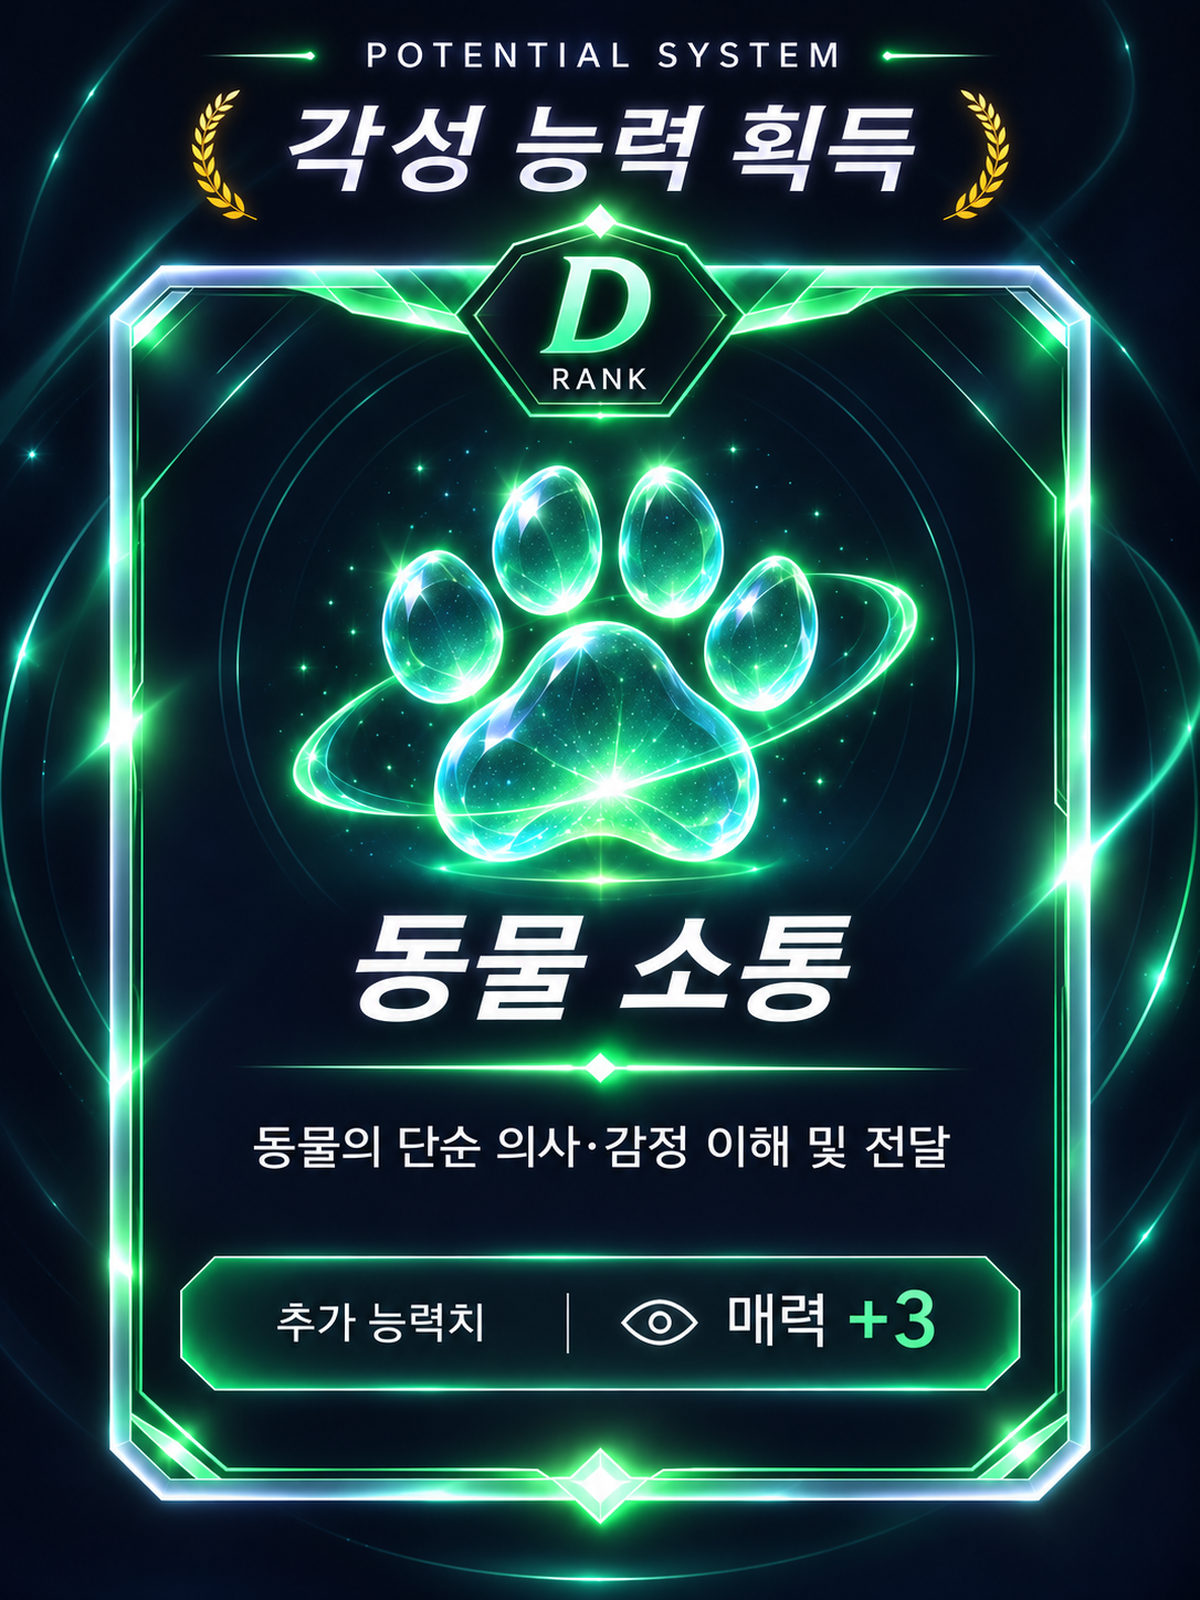 POTENTIAL SYSTEM
각성 능력 획득
D
RANK
동물 소통
동물의 단순 의사·감정 이해 및 전달
추가 능력치 매력 +3